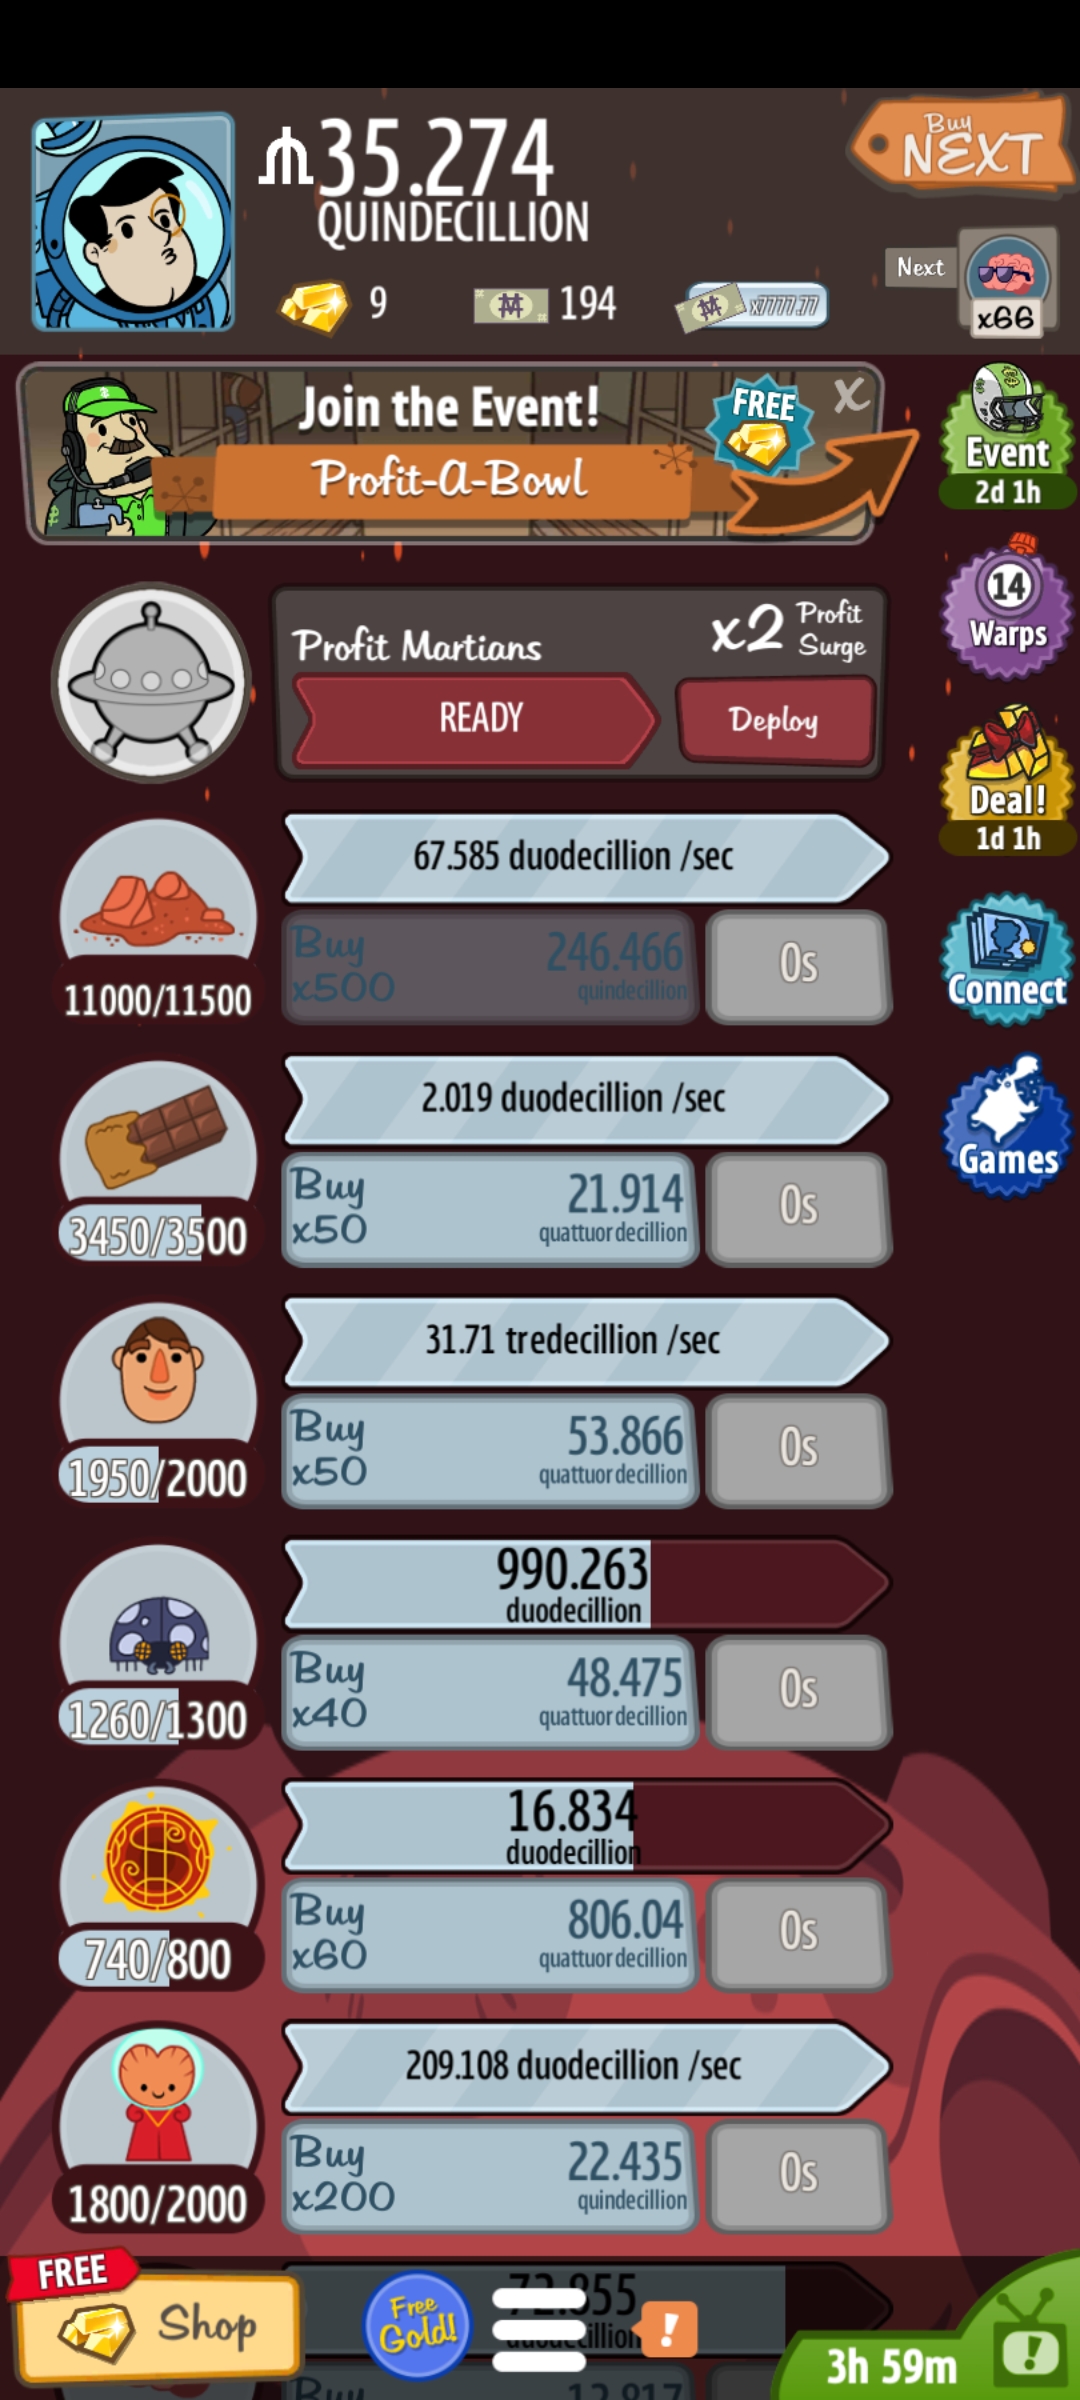 35.274
QUINDECILLION
Buy
NEXT
9
194
x7777.77
Next
x66
Join the Event!
Profit-A-Bowl
FREE
X
Event
2d 1h
14
Warps
Deal!
1d 1h
Connect
Games
Profit Martians
x2 Profit Surge
READY
Deploy
67.585 duodecillion /sec
11000/11500
Buy x500
246.466
quindecillion
0s
2.019 duodecillion /sec
3450/3500
Buy x50
21.914
quattuordecillion
0s
31.71 tredecillion /sec
1950/2000
Buy x50
53.866
quattuordecillion
0s
990.263
duodecillion
1260/1300
Buy x40
48.475
quattuordecillion
0s
16.834
duodecillion
740/800
Buy x60
806.04
quattuordecillion
0s
209.108 duodecillion /sec
1800/2000
Buy x200
22.435
quindecillion
0s
FREE
Shop
Free Gold!
72.855
!
3h 59m
!
Buy
12.817